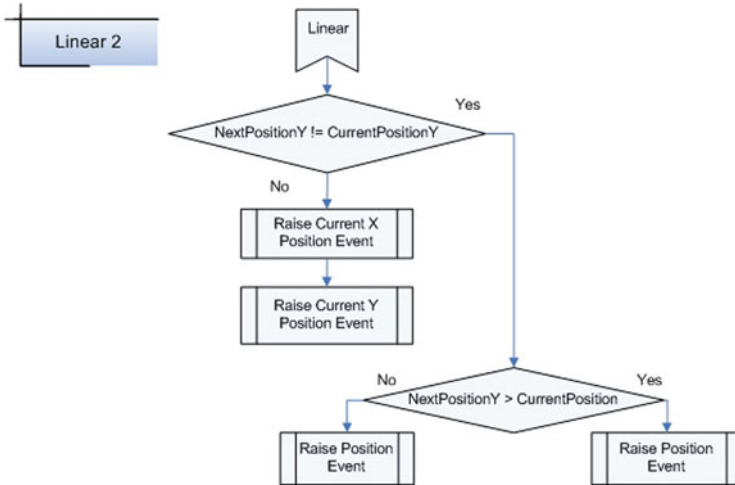 Linear 2
Linear
NextPositionY != CurrentPositionY
Yes
No
Raise Current X
Position Event
Raise Current Y
Position Event
No
Yes
NextPositionY > CurrentPosition
Raise Position
Event
Raise Position
Event